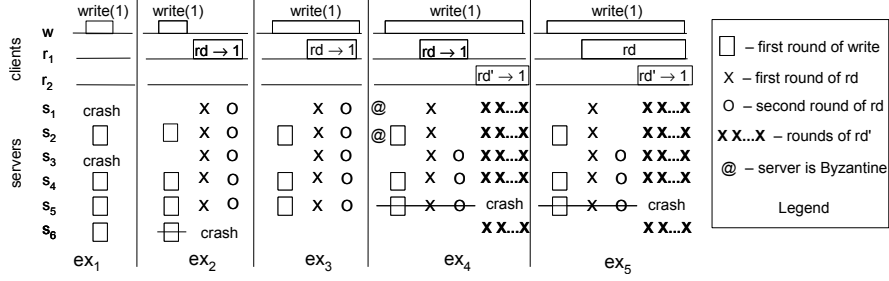 write(1) write(1) write(1) write(1) write(1)
w
clients
r1 rd → 1 rd → 1 rd → 1 rd
r2 rd' → 1 rd' → 1
servers
s1 crash X O X O @ X X X...X X X X...X
s2 X O X O @ X X X...X X X X...X
s3 crash X O X O X O X X...X X O X X...X
s4 X O X O X O X X...X X O X X...X
s5 X O X O X O crash X O crash
s6 crash X X...X X X...X
ex1 ex2 ex3 ex4 ex5
– first round of write
X – first round of rd
O – second round of rd
X X...X – rounds of rd'
@ – server is Byzantine
Legend